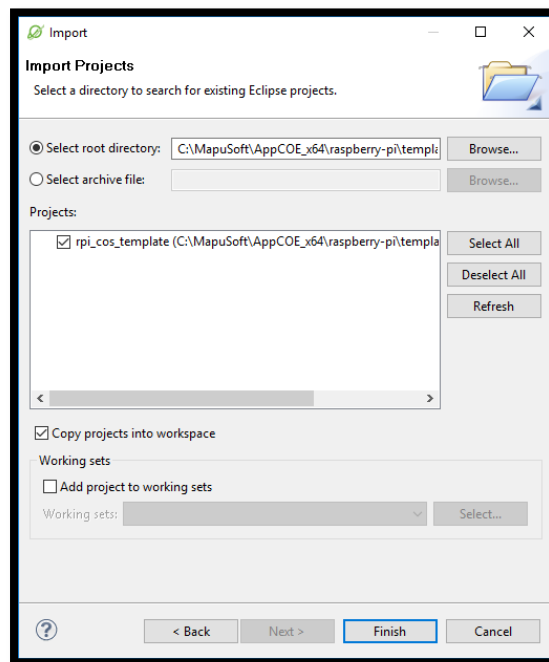 Import
Import Projects
Select a directory to search for existing Eclipse projects.
Select root directory: C:\MapuSoft\AppCOE_x64\raspberry-pi\templa Browse...
Select archive file: Browse...
Projects:
rpi_cos_template (C:\MapuSoft\AppCOE_x64\raspberry-pi\templa Select All
Deselect All
Refresh
Copy projects into workspace
Working sets
Add project to working sets
Working sets: Select...
? < Back Next > Finish Cancel